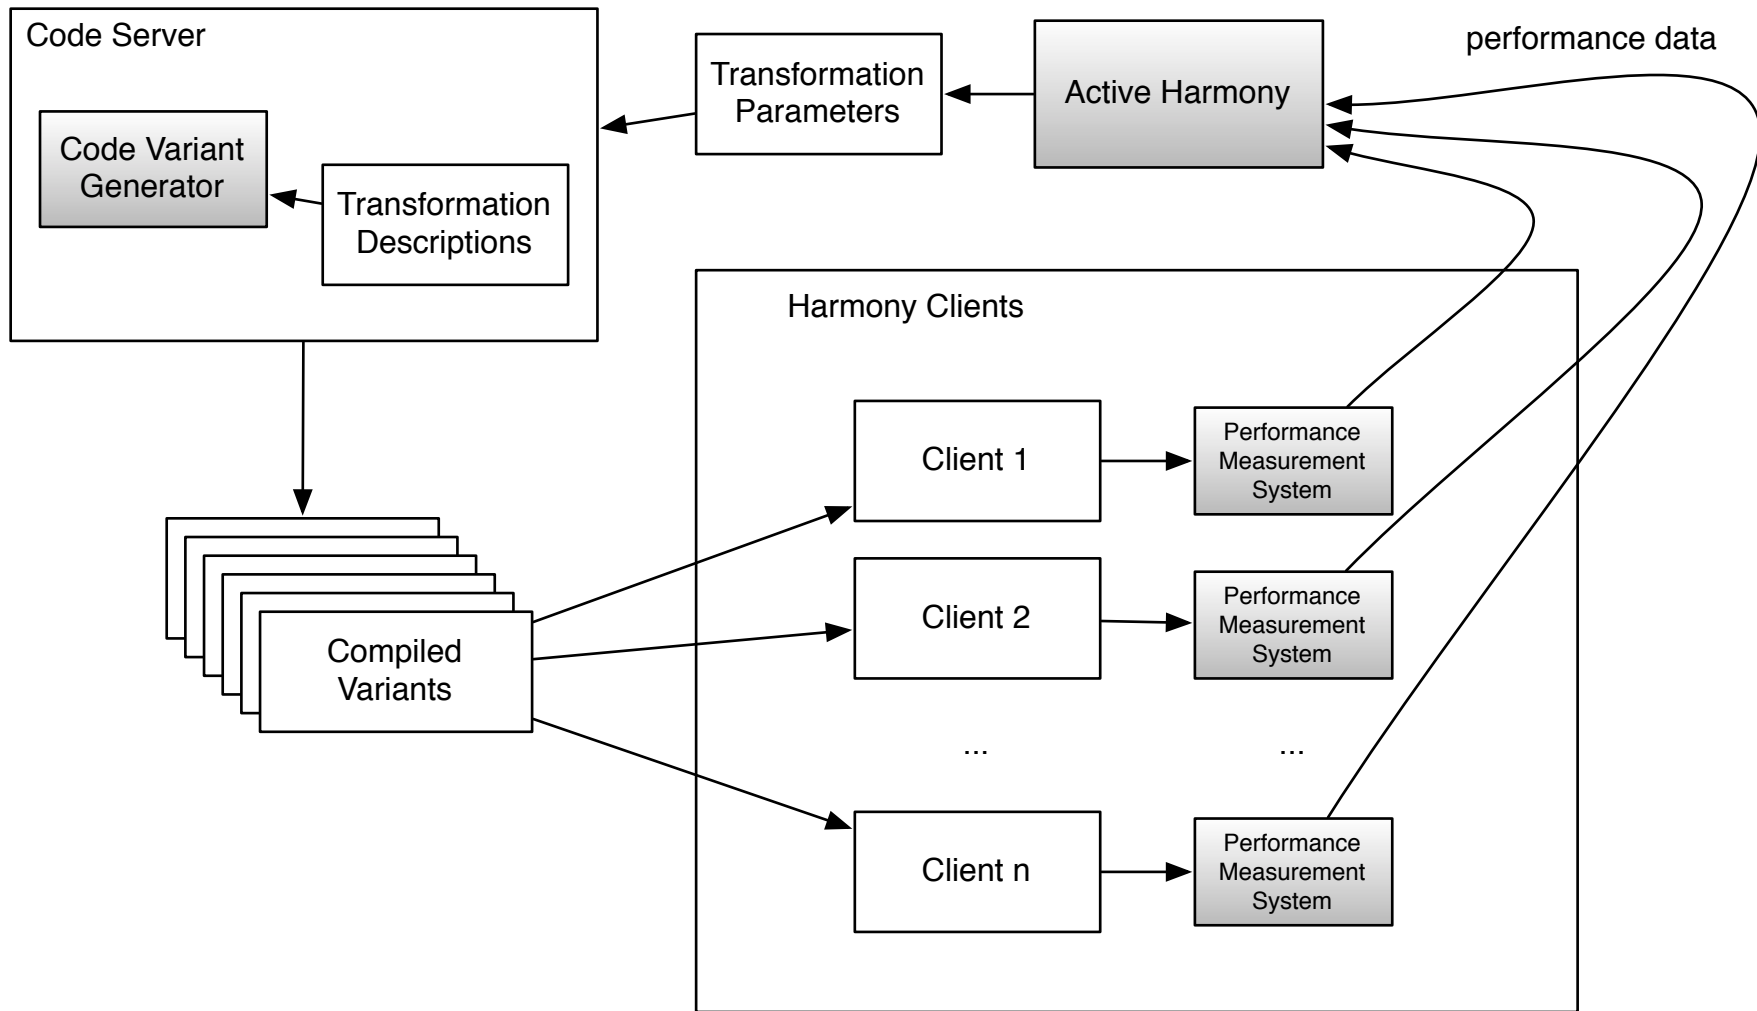 Code Server
Code Variant
Generator
Transformation
Descriptions
Transformation
Parameters
Active Harmony
performance data
Harmony Clients
Client 1
Performance
Measurement
System
Client 2
Performance
Measurement
System
...
...
Client n
Performance
Measurement
System
Compiled
Variants